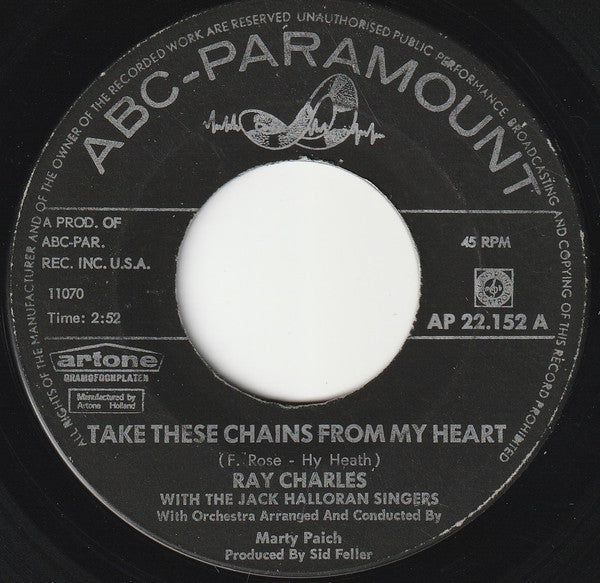 ALL RIGHTS OF THE MANUFACTURER AND OF THE OWNER OF THE RECORDED WORK ARE RESERVED UNAUTHORISED PUBLIC PERFORMANCE BROADCASTING AND COPYING OF THIS RECORD PROHIBITED
ABC-PARAMOUNT
A PROD. OF
ABC-PAR.
REC. INC. U.S.A.
45 RPM
11070
Time: 2:52
AP 22.152 A
artone
GRAMOFOONPLATEN
Manufactured by
Artone Holland
TAKE THESE CHAINS FROM MY HEART
(F. Rose - Hy Heath)
RAY CHARLES
WITH THE JACK HALLORAN SINGERS
With Orchestra Arranged And Conducted By
Marty Paich
Produced By Sid Feller